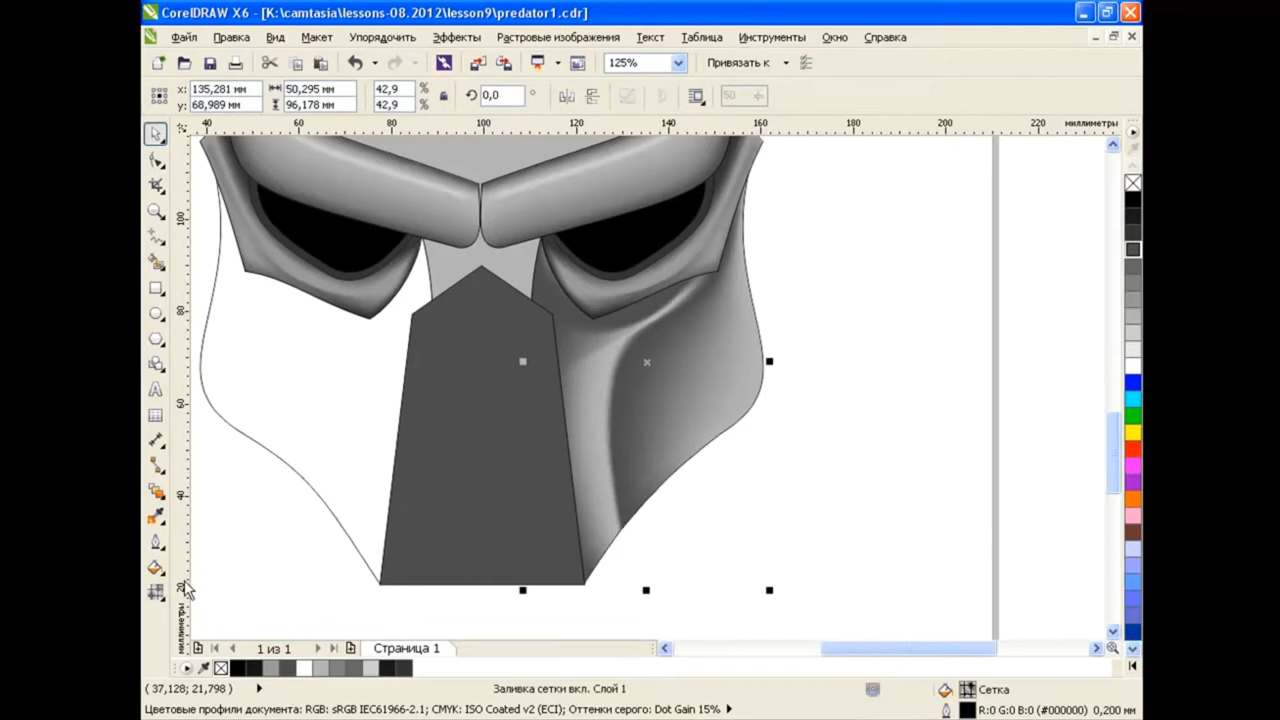 CorelDRAW X6 - [K:\camtasia\lessons-08.2012\lesson9\predator1.cdr]
Файл Правка Вид Макет Упорядочить Эффекты Растровые изображения Текст Таблица Инструменты Окно Справка
125% Привязать к
x: 135,281 мм 50,295 мм 42,9 % 0,0 ° 50
y: 68,989 мм 96,178 мм 42,9 %
40 60 80 100 120 140 160 180 200 220 миллиметры
100
80
60
40
20
миллиметры
1 из 1 Страница 1
( 37,128; 21,798 ) Заливка сетки вкл. Слой 1 Сетка
Цветовые профили документа: RGB: sRGB IEC61966-2.1; CMYK: ISO Coated v2 (ECI); Оттенки серого: Dot Gain 15% R:0 G:0 B:0 (#000000) 0,200 мм